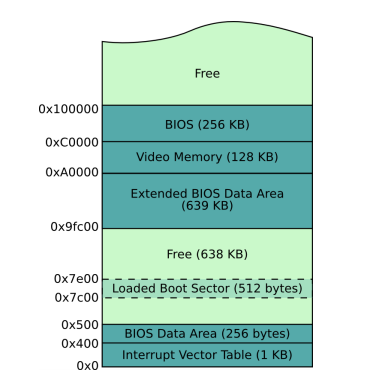 Free
0x100000
BIOS (256 KB)
0xC0000
Video Memory (128 KB)
0xA0000
Extended BIOS Data Area
(639 KB)
0x9fc00
Free (638 KB)
0x7e00
Loaded Boot Sector (512 bytes)
0x7c00
0x500
BIOS Data Area (256 bytes)
0x400
Interrupt Vector Table (1 KB)
0x0